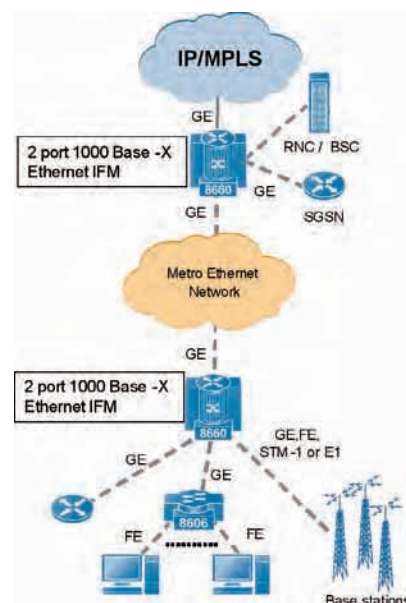 IP/MPLS
GE
RNC / BSC
2 port 1000 Base -X
Ethernet IFM
8660
GE
SGSN
GE
Metro Ethernet
Network
GE
2 port 1000 Base -X
Ethernet IFM
8660
GE,FE,
STM-1 or E1
GE
GE
8606
FE
FE
Base stations